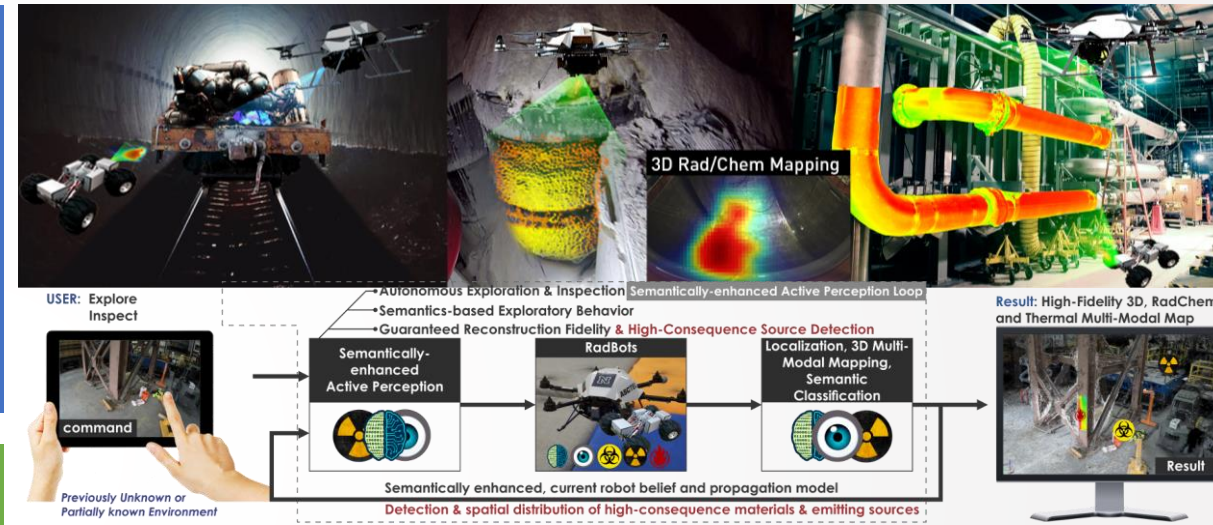 3D Rad/Chem Mapping
USER: Explore
Inspect
command
Previously Unknown or
Partially known Environment
•Autonomous Exploration & Inspection
Semantically-enhanced Active Perception Loop
•Semantics-based Exploratory Behavior
•Guaranteed Reconstruction Fidelity & High-Consequence Source Detection
Semantically-
enhanced
Active Perception
RadBots
Localization, 3D Multi-
Modal Mapping,
Semantic
Classification
Semantically enhanced, current robot belief and propagation model
Detection & spatial distribution of high-consequence materials & emitting sources
Result: High-Fidelity 3D, RadChem
and Thermal Multi-Modal Map
Result